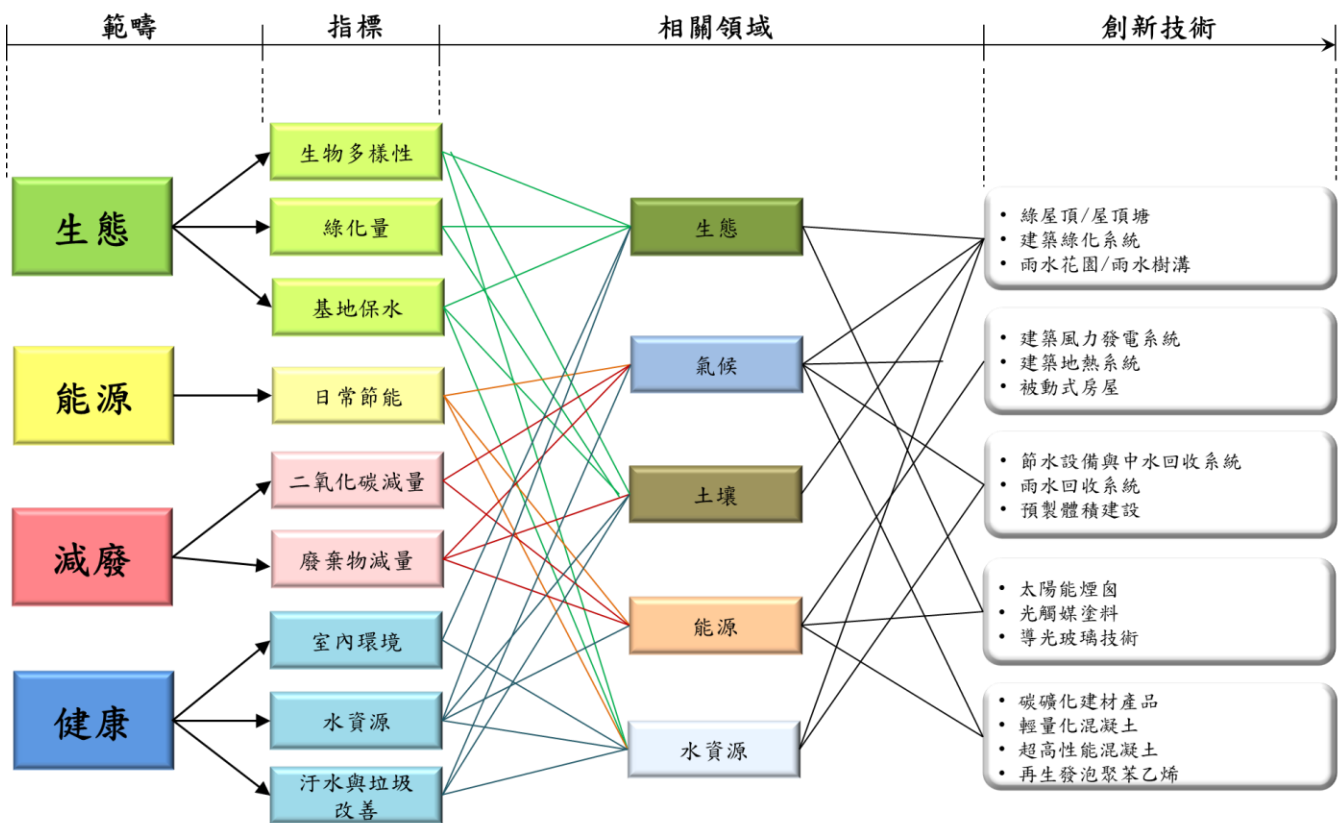 範疇
指標
相關領域
創新技術
生態
能源
減廢
健康
生物多樣性
綠化量
基地保水
日常節能
二氧化碳減量
廢棄物減量
室內環境
水資源
汙水與垃圾
改善
生態
氣候
土壤
能源
水資源
• 綠屋頂/屋頂塘
• 建築綠化系統
• 雨水花園/雨水樹溝
• 建築風力發電系統
• 建築地熱系統
• 被動式房屋
• 節水設備與中水回收系統
• 雨水回收系統
• 預製體積建設
• 太陽能煙囪
• 光觸媒塗料
• 導光玻璃技術
• 碳礦化建材產品
• 輕量化混凝土
• 超高性能混凝土
• 再生發泡聚苯乙烯